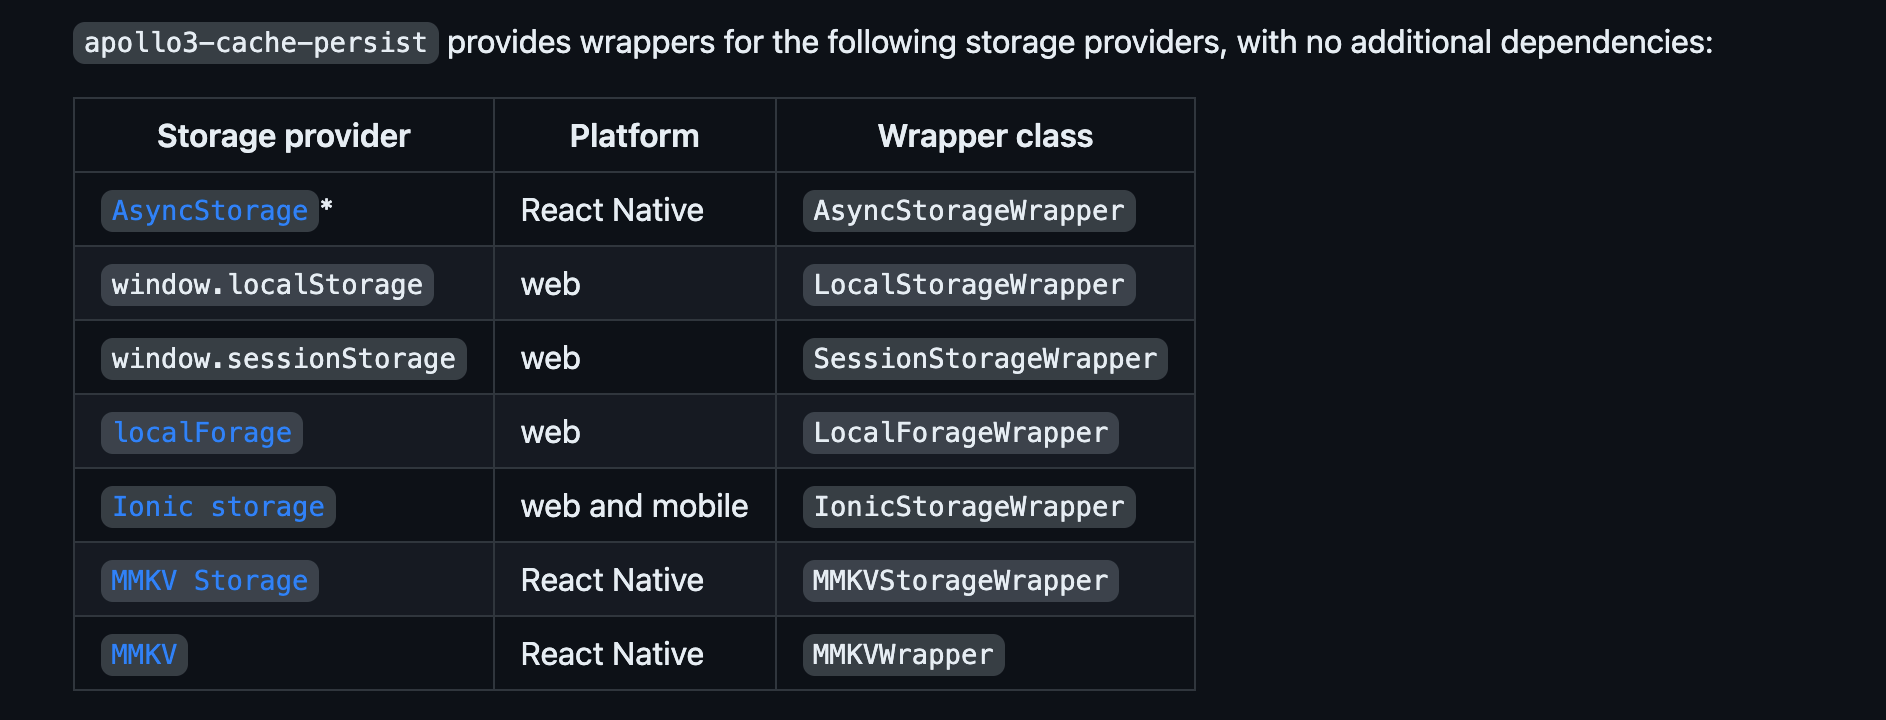 apollo3-cache-persist provides wrappers for the following storage providers, with no additional dependencies:
Storage provider Platform Wrapper class
AsyncStorage* React Native AsyncStorageWrapper
window.localStorage web LocalStorageWrapper
window.sessionStorage web SessionStorageWrapper
localForage web LocalForageWrapper
Ionic storage web and mobile IonicStorageWrapper
MMKV Storage React Native MMKVStorageWrapper
MMKV React Native MMKVWrapper